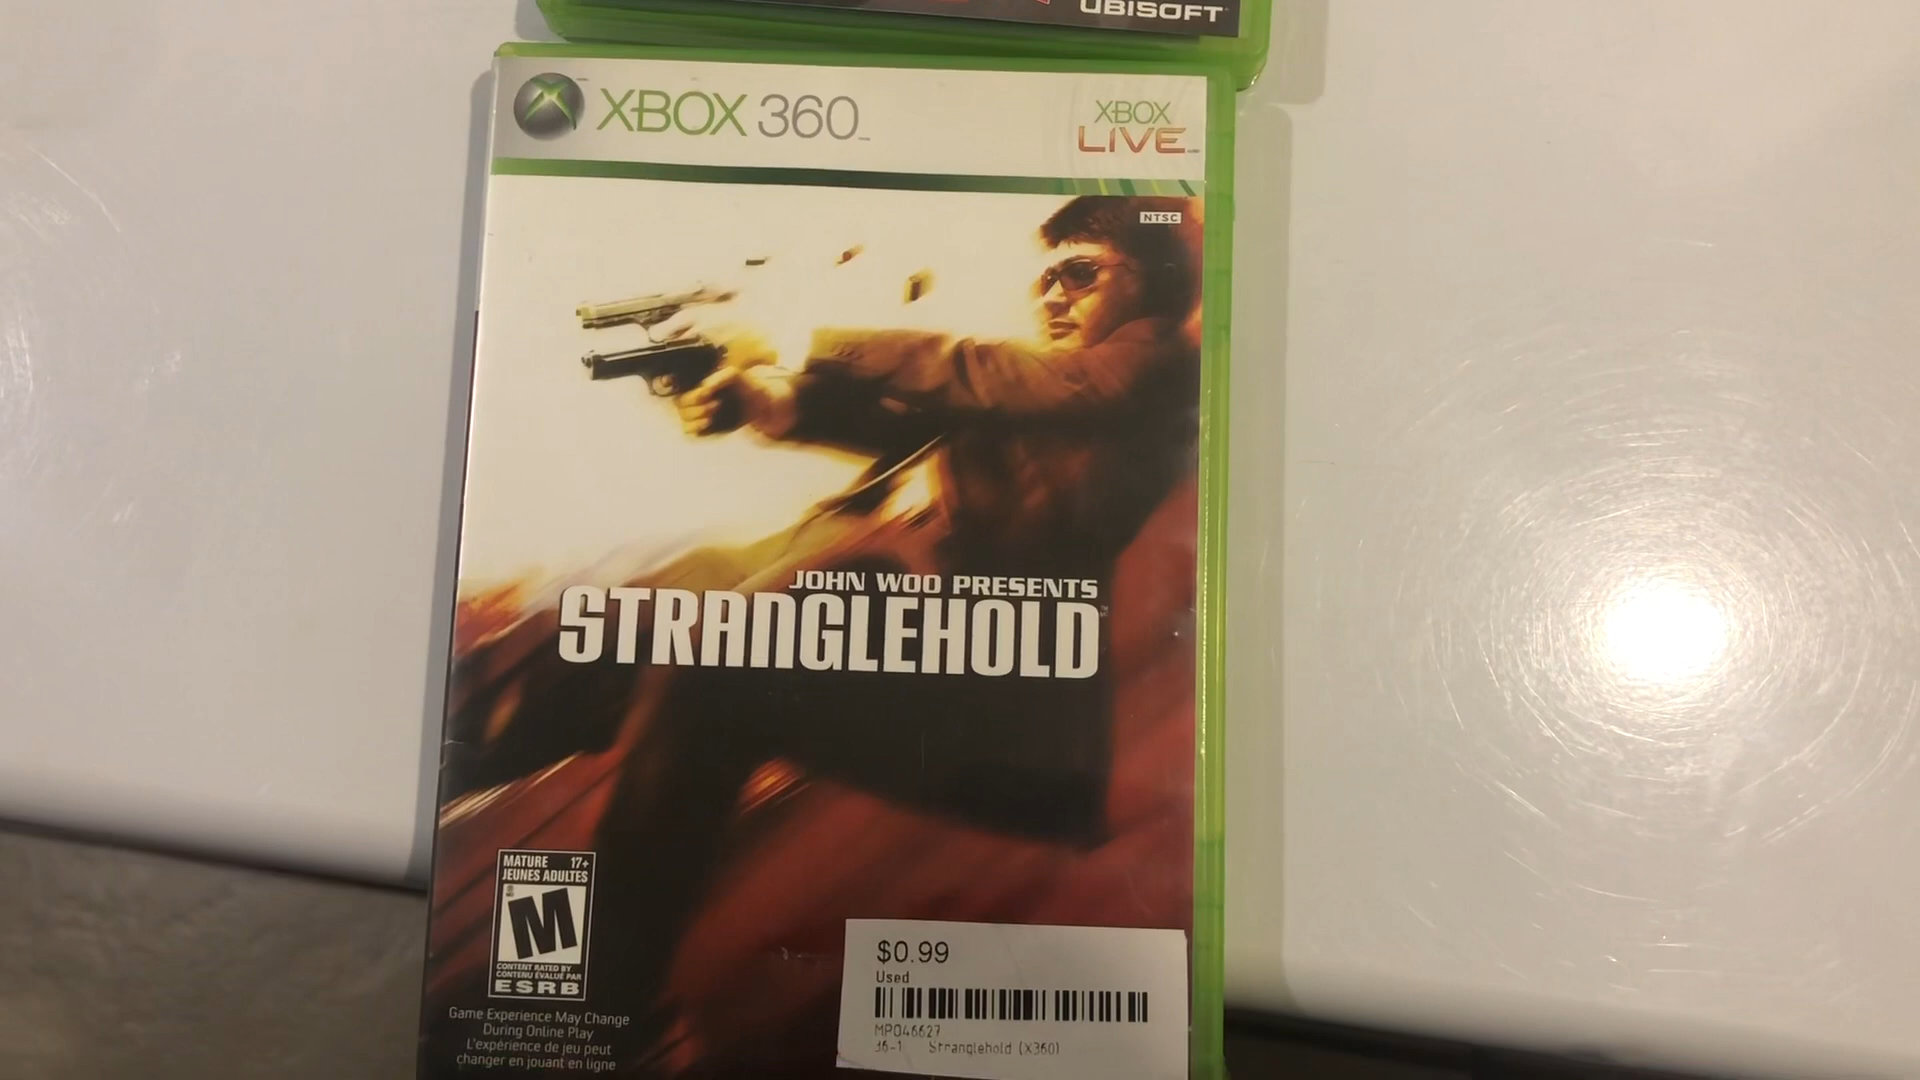 UBISOFT
XBOX 360
XBOX
LIVE
NTSC
JOHN WOO PRESENTS
STRANGLEHOLD
MATURE 17+
JEUNES ADULTES
M
CONTENT RATED BY
CONTENU ÉVALUÉ PAR
ESRB
Game Experience May Change
During Online Play
L'expérience de jeu peut
changer en jouant en ligne
$0.99
Used
MP046627
36-1 Stranglehold (X360)